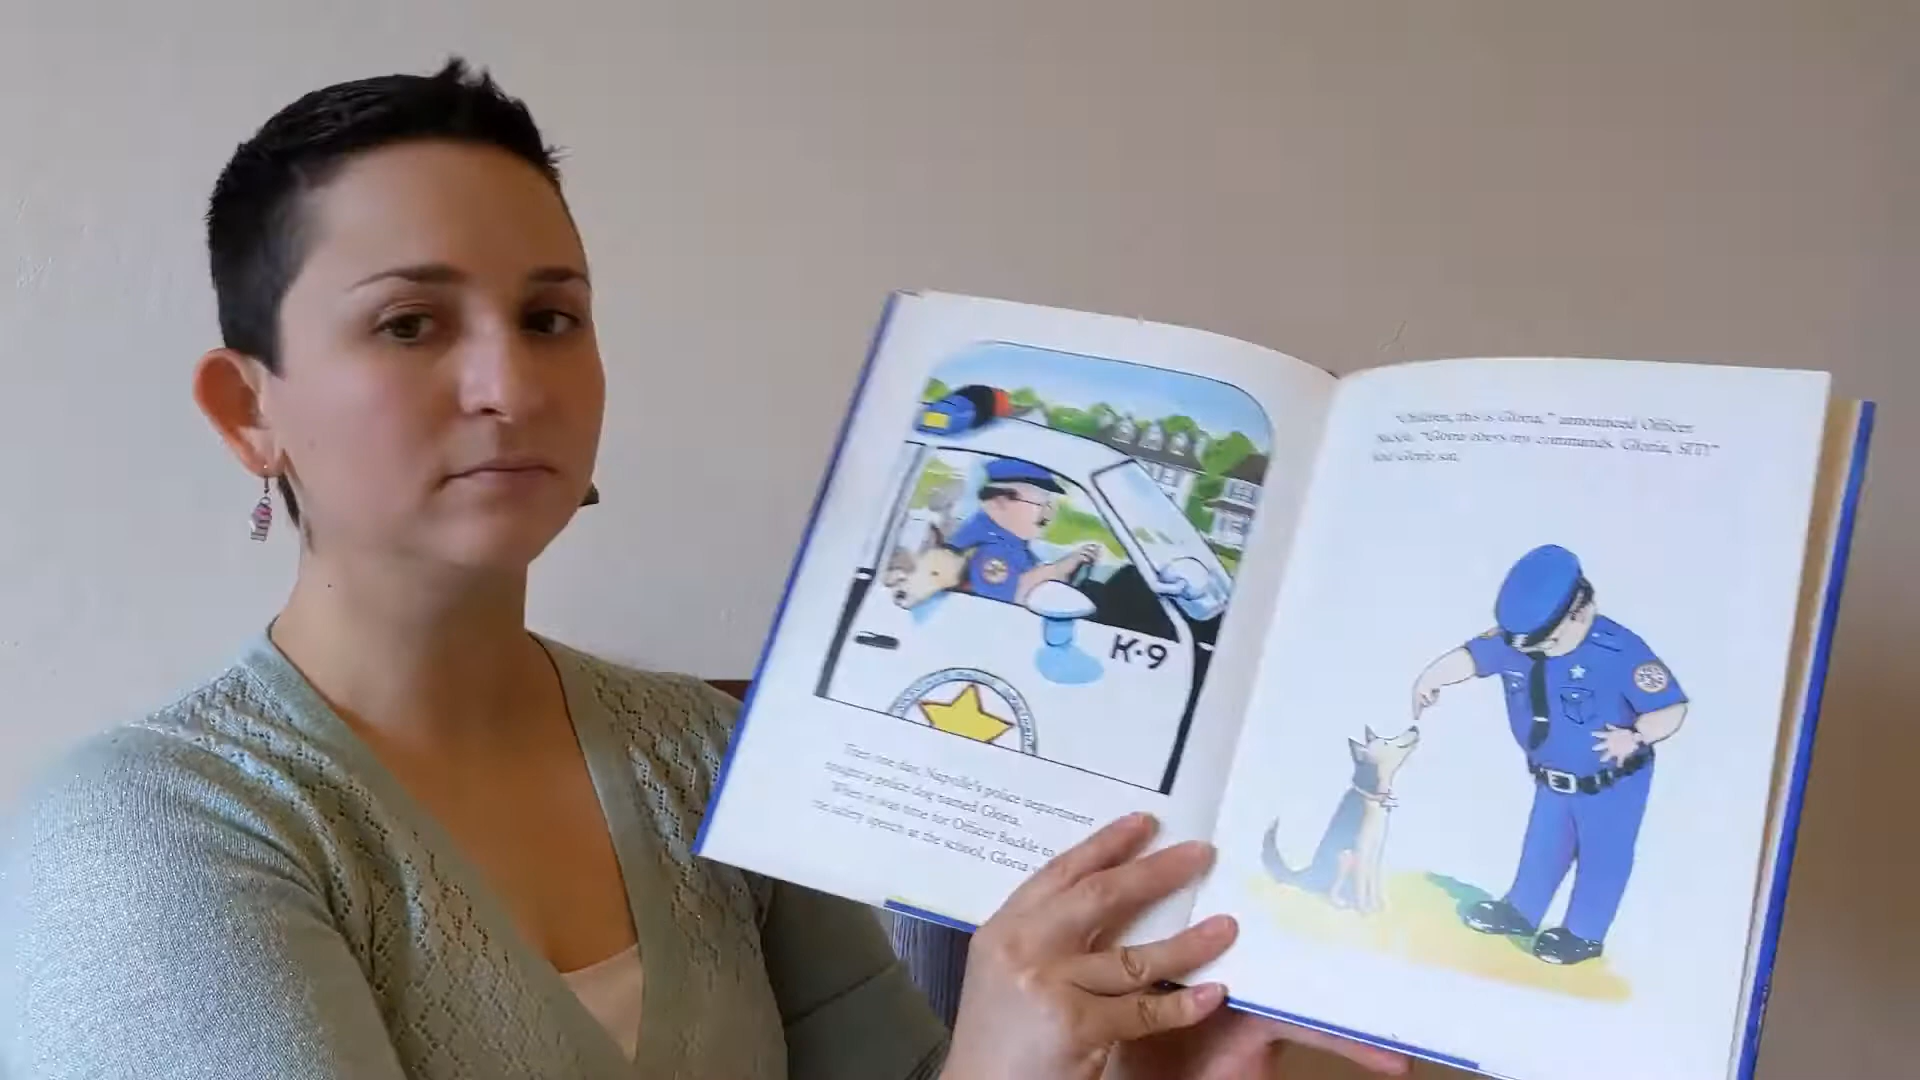 K-9
Then one day, Napville's police department
bought a police dog named Gloria.
When it was time for Officer Buckle to
safety speech at the school, Gloria
"Children, this is Gloria," announced Officer
Buckle. "Gloria obeys my commands. Gloria, SIT!"
And Gloria sat.